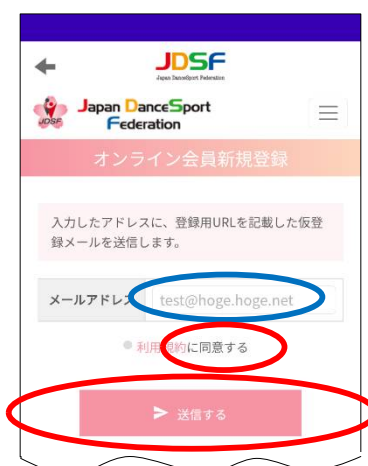 JDSF
Japan DanceSport Federation
JDSF
Japan DanceSport
Federation
オンライン会員新規登録
入力したアドレスに、登録用URLを記載した仮登
録メールを送信します。
メールアドレス test@hoge.hoge.net
利用規約に同意する
送信する